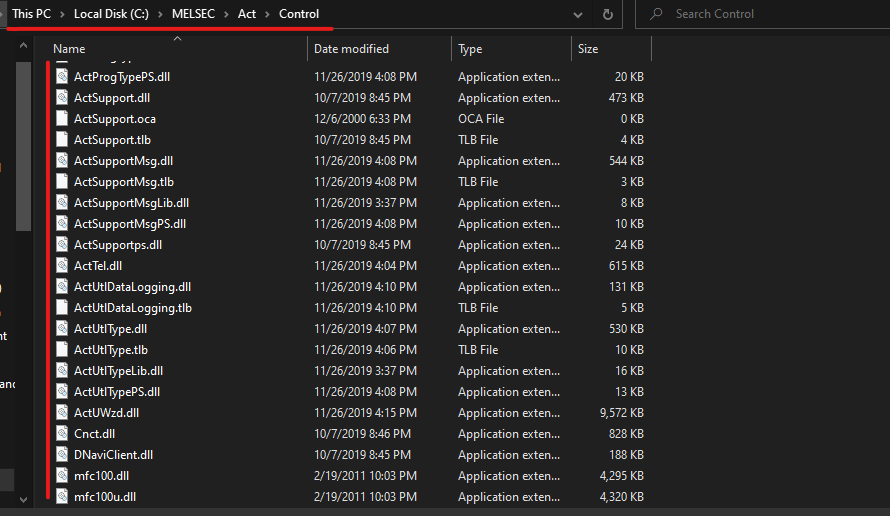 This PC > Local Disk (C:) > MELSEC > Act > Control Search Control
Name Date modified Type Size
ActProgTypePS.dll 11/26/2019 4:08 PM Application exten... 20 KB
ActSupport.dll 10/7/2019 8:45 PM Application exten... 473 KB
ActSupport.oca 12/6/2000 6:33 PM OCA File 0 KB
ActSupport.tlb 10/7/2019 8:45 PM TLB File 4 KB
ActSupportMsg.dll 11/26/2019 4:08 PM Application exten... 544 KB
ActSupportMsg.tlb 11/26/2019 4:08 PM TLB File 3 KB
ActSupportMsgLib.dll 11/26/2019 3:37 PM Application exten... 8 KB
ActSupportMsgPS.dll 11/26/2019 4:08 PM Application exten... 10 KB
ActSupportps.dll 10/7/2019 8:45 PM Application exten... 24 KB
ActTel.dll 11/26/2019 4:04 PM Application exten... 615 KB
ActUtlDataLogging.dll 11/26/2019 4:10 PM Application exten... 131 KB
ActUtlDataLogging.tlb 11/26/2019 4:10 PM TLB File 5 KB
ActUtlType.dll 11/26/2019 4:07 PM Application exten... 530 KB
ActUtlType.tlb 11/26/2019 4:06 PM TLB File 10 KB
ActUtlTypeLib.dll 11/26/2019 3:37 PM Application exten... 16 KB
ActUtlTypePS.dll 11/26/2019 4:08 PM Application exten... 13 KB
ActUWzd.dll 11/26/2019 4:15 PM Application exten... 9,572 KB
Cnct.dll 10/7/2019 8:46 PM Application exten... 828 KB
DNaviClient.dll 10/7/2019 8:45 PM Application exten... 188 KB
mfc100.dll 2/19/2011 10:03 PM Application exten... 4,295 KB
mfc100u.dll 2/19/2011 10:03 PM Application exten... 4,320 KB